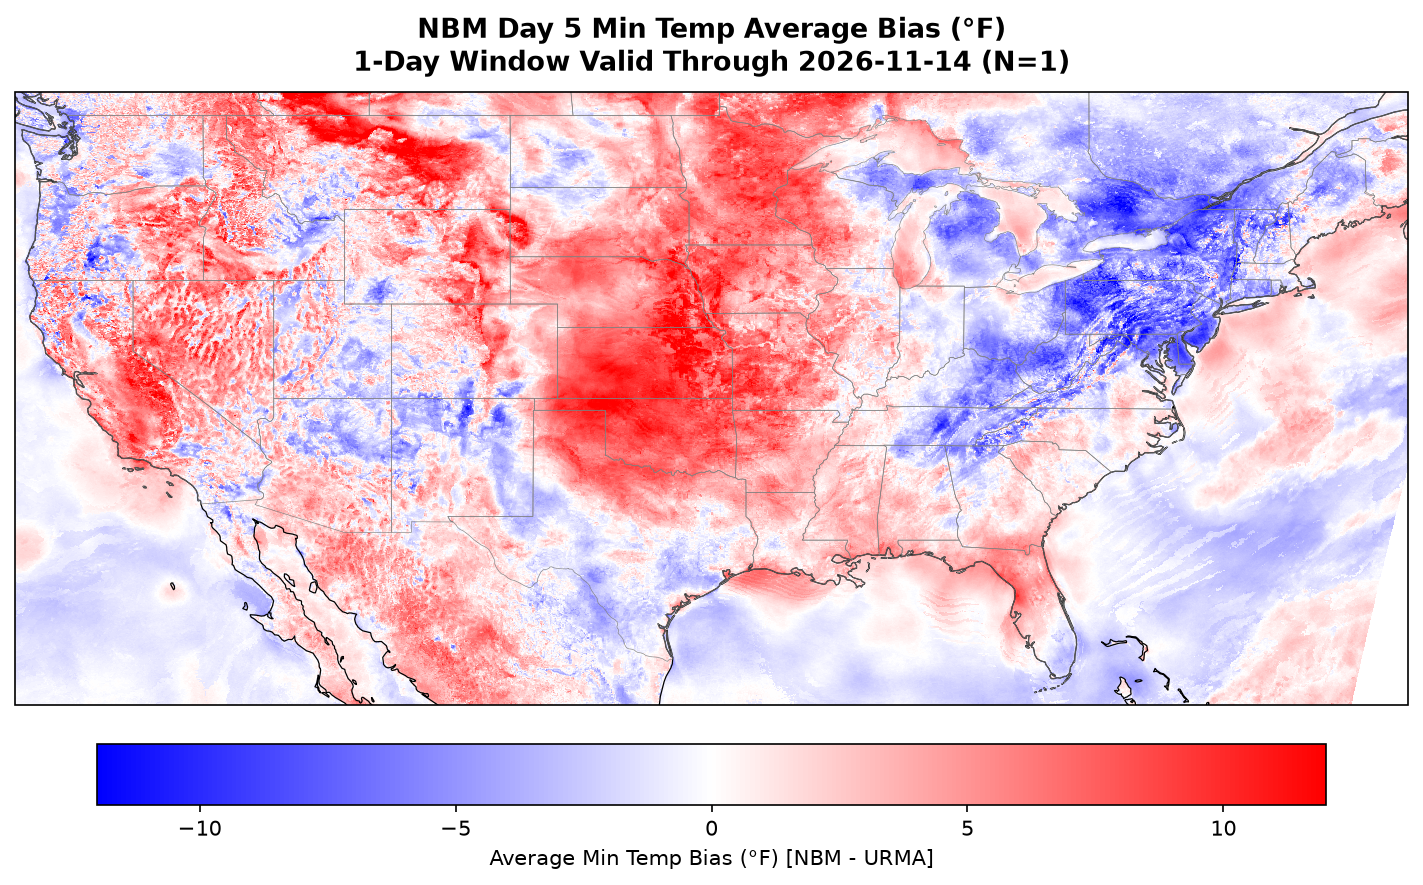 NBM Day 5 Min Temp Average Bias (°F)
1-Day Window Valid Through 2026-11-14 (N=1)
−10 −5 0 5 10
Average Min Temp Bias (°F) [NBM - URMA]